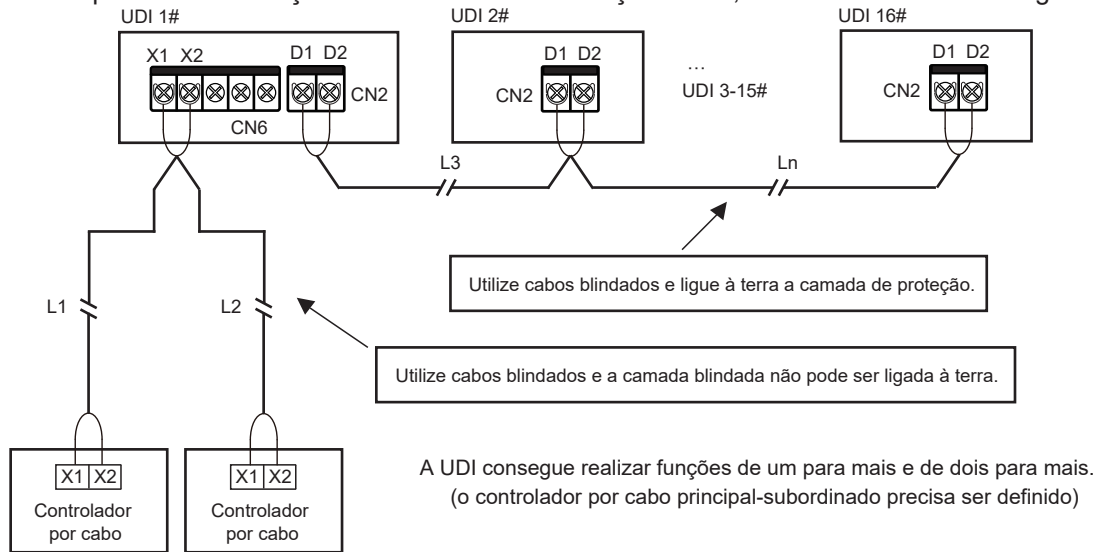 UDI 1#
UDI 2#
UDI 16#
X1 X2
D1 D2
CN2
CN6
D1 D2
CN2
...
UDI 3-15#
D1 D2
CN2
L3
Ln
Utilize cabos blindados e ligue à terra a camada de proteção.
L1
L2
Utilize cabos blindados e a camada blindada não pode ser ligada à terra.
X1 X2
Controlador
por cabo
X1 X2
Controlador
por cabo
A UDI consegue realizar funções de um para mais e de dois para mais.
(o controlador por cabo principal-subordinado precisa ser definido)